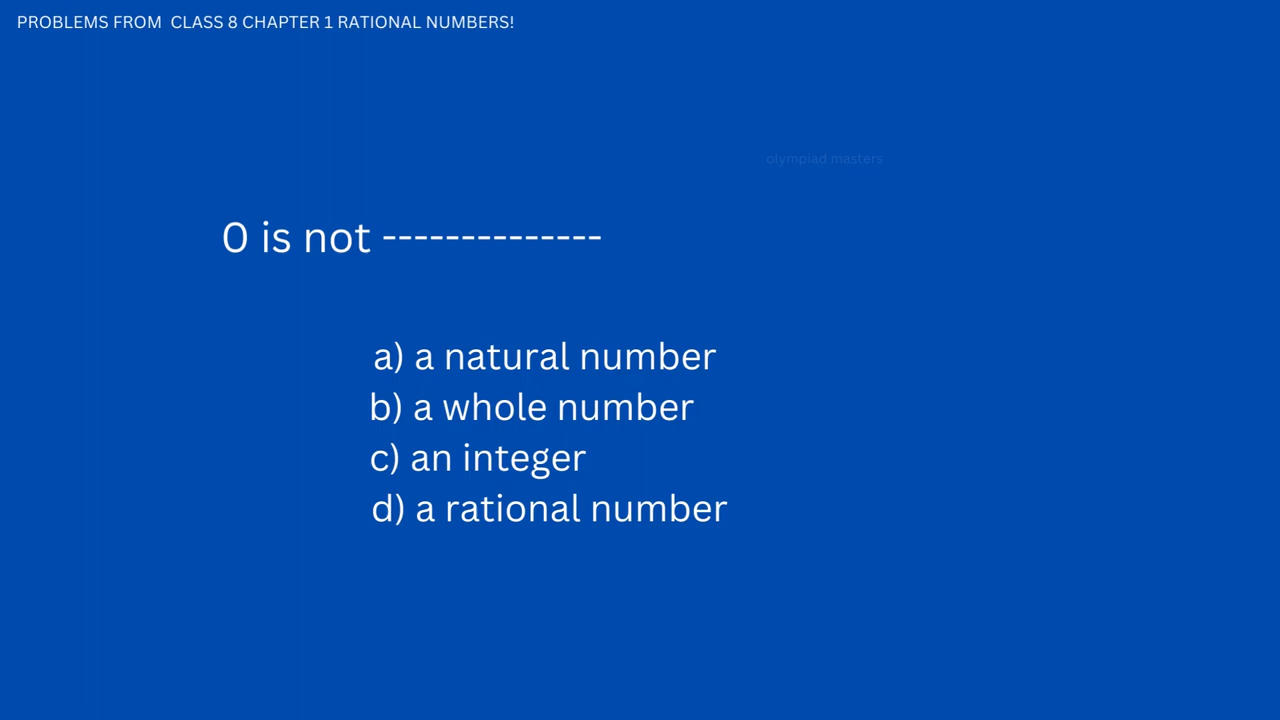 PROBLEMS FROM  CLASS 8 CHAPTER 1 RATIONAL NUMBERS!
olympiad masters
0 is not --------------
a) a natural number
b) a whole number
c) an integer
d) a rational number